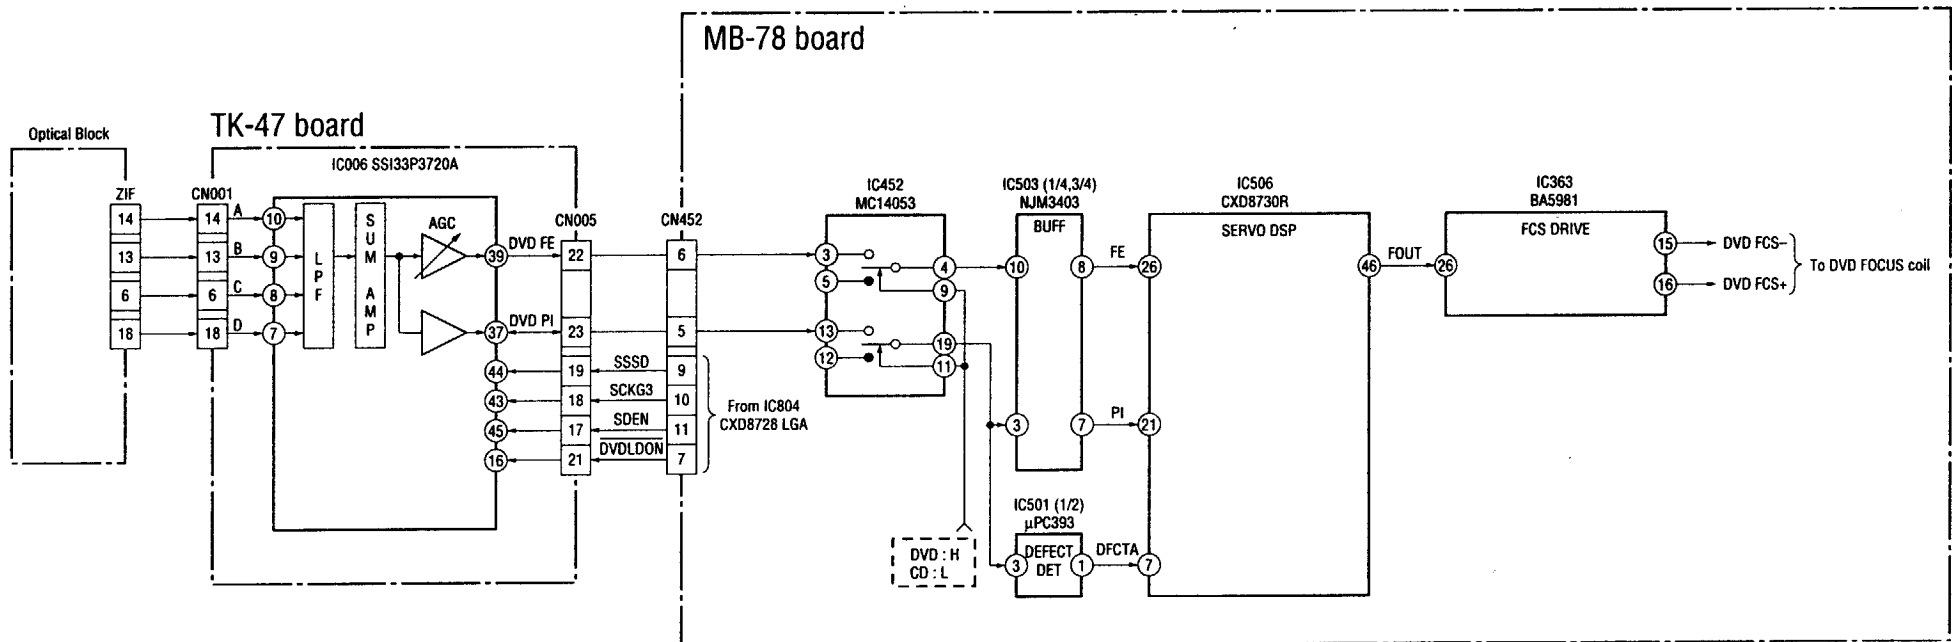 MB-78 board
TK-47 board
Optical Block
IC006 SSI33P3720A
ZIF
CN001
14
13
6
18
14
13
6
18
A
B
C
D
10
9
8
7
LPF
SUM AMP
AGC
39
37
44
43
45
16
DVD FE
DVD PI
SSSD
SCKG3
SDEN
DVDLDON
CN005
22
23
19
18
17
21
CN452
6
5
9
10
11
7
From IC804
CXD8728 LGA
IC452
MC14053
3
5
13
12
4
9
19
11
DVD : H
CD : L
IC503 (1/4,3/4)
NJM3403
BUFF
10
8
3
7
FE
PI
IC501 (1/2)
µPC393
DEFECT
DET
3
1
DFCTA
IC506
CXD8730R
SERVO DSP
26
21
7
46
FOUT
IC363
BA5981
FCS DRIVE
26
15
16
DVD FCS−
DVD FCS+
To DVD FOCUS coil